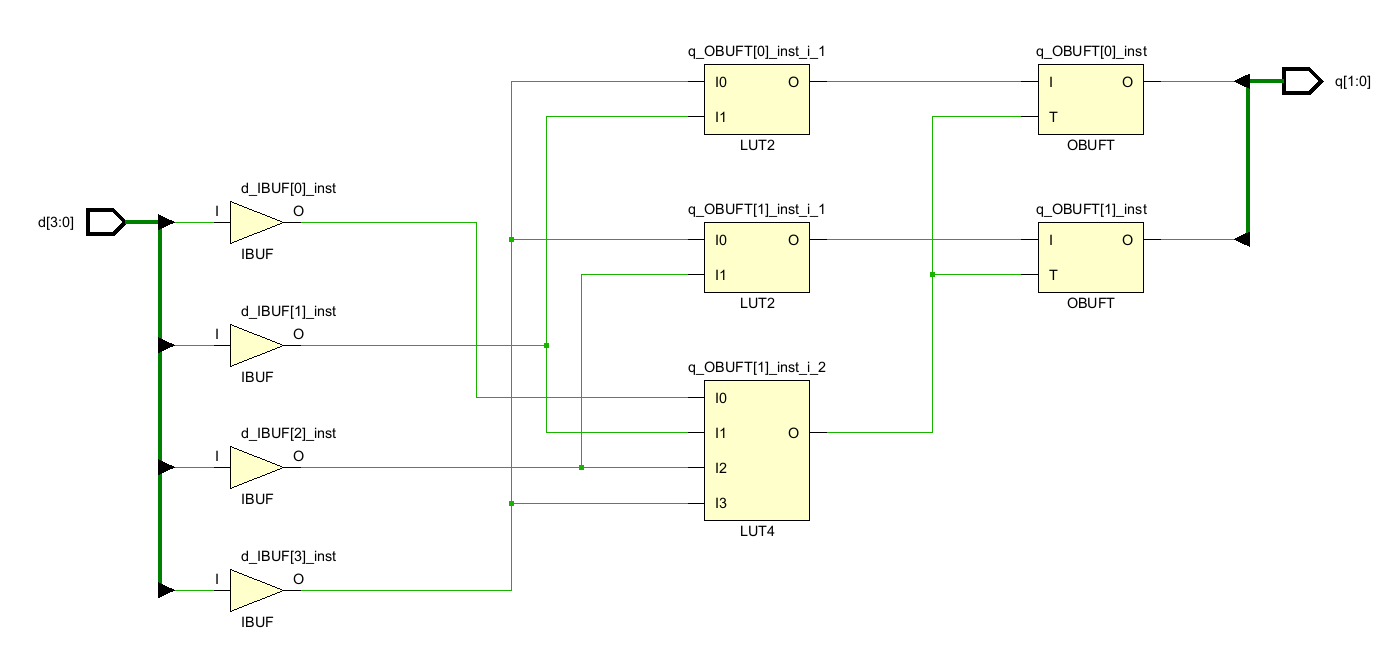 q_OBUFT[0]_inst_i_1
I0
O
I1
LUT2
q_OBUFT[0]_inst
I
O
T
OBUFT
q[1:0]
d_IBUF[0]_inst
I
O
IBUF
d[3:0]
q_OBUFT[1]_inst_i_1
I0
O
I1
LUT2
q_OBUFT[1]_inst
I
O
T
OBUFT
d_IBUF[1]_inst
I
O
IBUF
q_OBUFT[1]_inst_i_2
I0
I1
O
I2
I3
LUT4
d_IBUF[2]_inst
I
O
IBUF
d_IBUF[3]_inst
I
O
IBUF